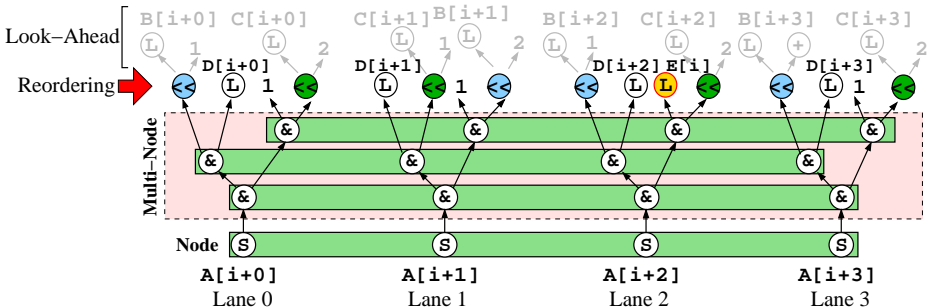 B[i+0] C[i+0] C[i+1] B[i+1] B[i+2] C[i+2] B[i+3] C[i+3]
Look–Ahead
L 1 L 2 L 1 L 2 L 1 L 2 L + L 2
D[i+0] D[i+1] D[i+2] E[i] D[i+3]
Reordering
<< L 1 << L << 1 << << L L << << L 1 <<
& & & &
& & & &
& & & &
Multi–Node
Node
S S S S
A[i+0] A[i+1] A[i+2] A[i+3]
Lane 0 Lane 1 Lane 2 Lane 3